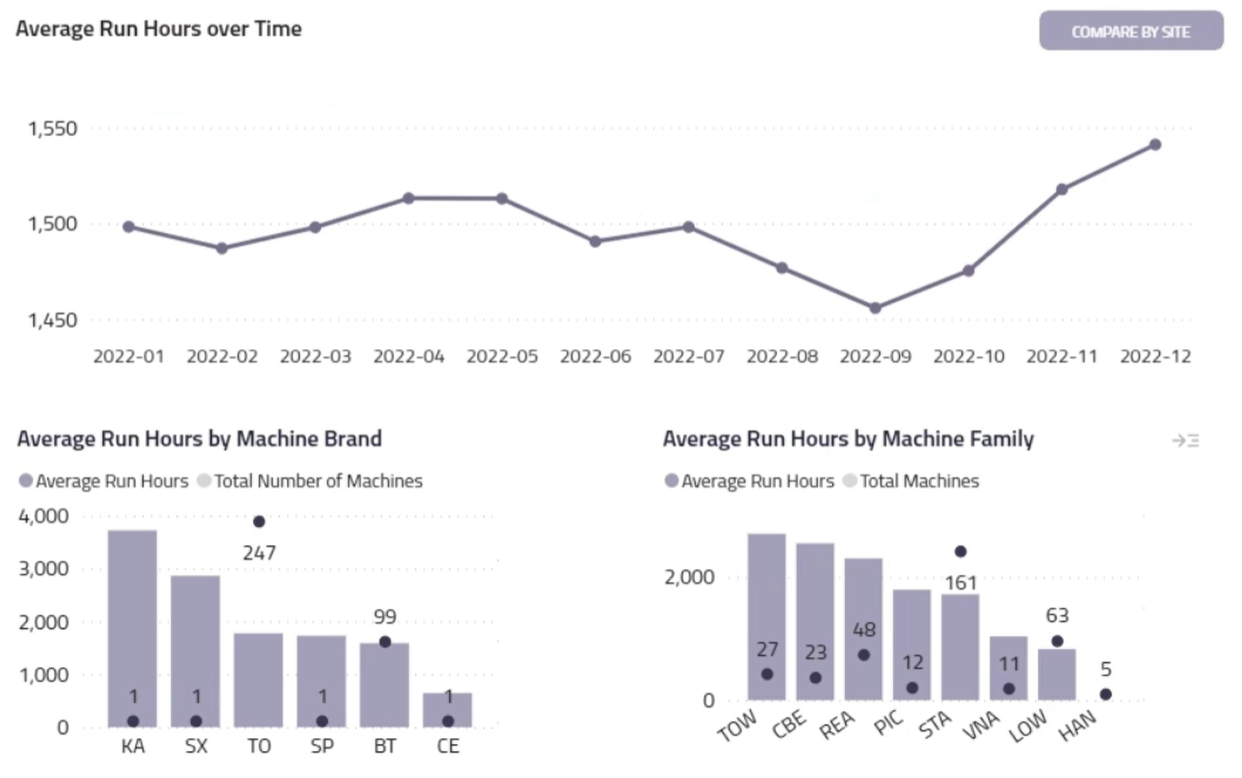 Average Run Hours over Time
COMPARE BY SITE
1,550
1,500
1,450
2022-01 2022-02 2022-03 2022-04 2022-05 2022-06 2022-07 2022-08 2022-09 2022-10 2022-11 2022-12
Average Run Hours by Machine Brand
Average Run Hours Total Number of Machines
4,000
247
3,000
2,000
99
1,000
1 1 1 1
0
KA SX TO SP BT CE
Average Run Hours by Machine Family
Average Run Hours Total Machines
2,000
161
63
27 23 48 12 11 5
0
TOW CBE REA PIC STA VNA LOW HAN